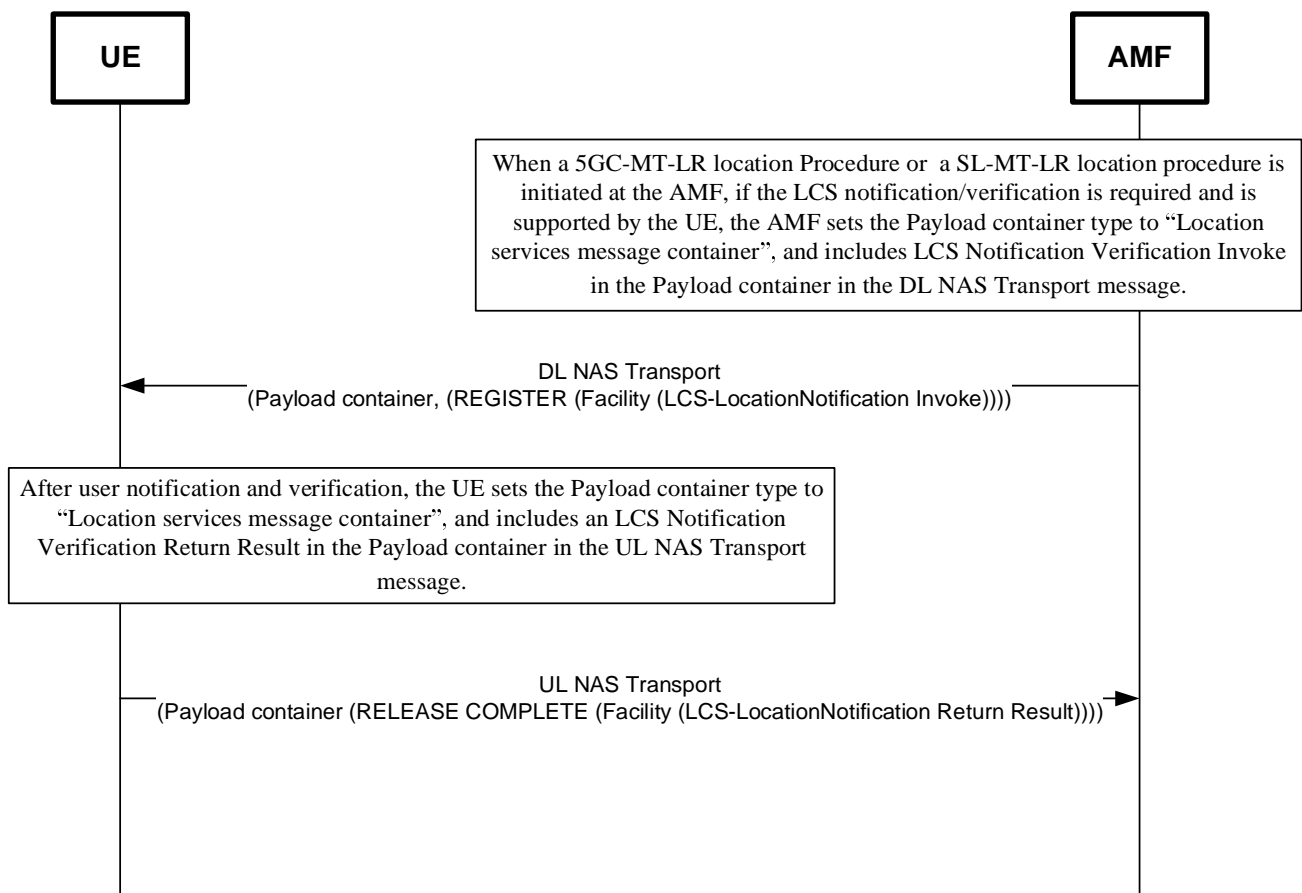 UE
AMF
When a 5GC-MT-LR location Procedure or a SL-MT-LR location procedure is
initiated at the AMF, if the LCS notification/verification is required and is
supported by the UE, the AMF sets the Payload container type to “Location
services message container”, and includes LCS Notification Verification Invoke
in the Payload container in the DL NAS Transport message.
DL NAS Transport
(Payload container, (REGISTER (Facility (LCS-LocationNotification Invoke))))
After user notification and verification, the UE sets the Payload container type to
“Location services message container”, and includes an LCS Notification
Verification Return Result in the Payload container in the UL NAS Transport
message.
UL NAS Transport
(Payload container (RELEASE COMPLETE (Facility (LCS-LocationNotification Return Result))))